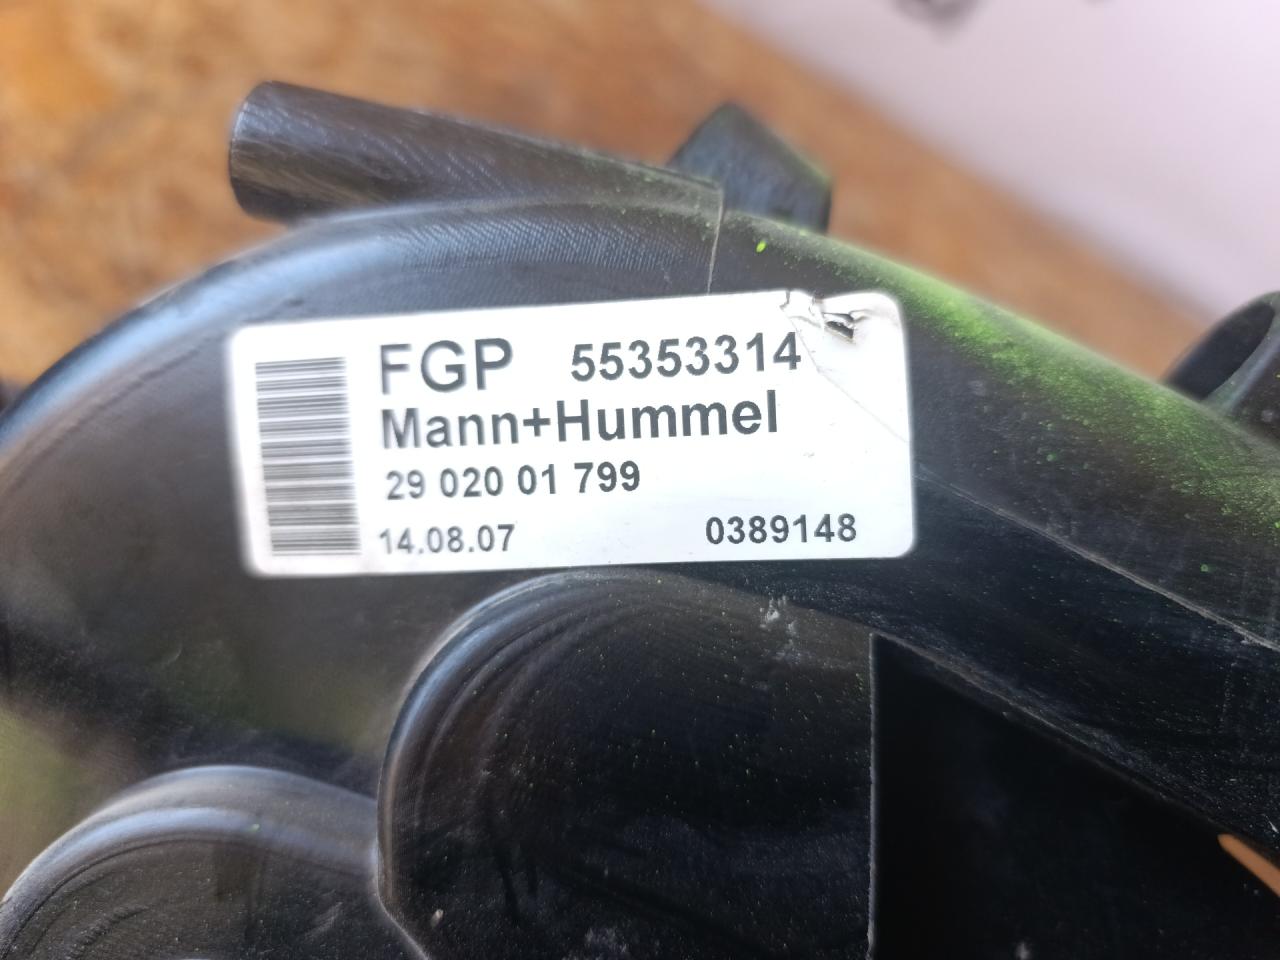 FGP 55353314
Mann+Hummel
29 020 01 799
14.08.07 0389148